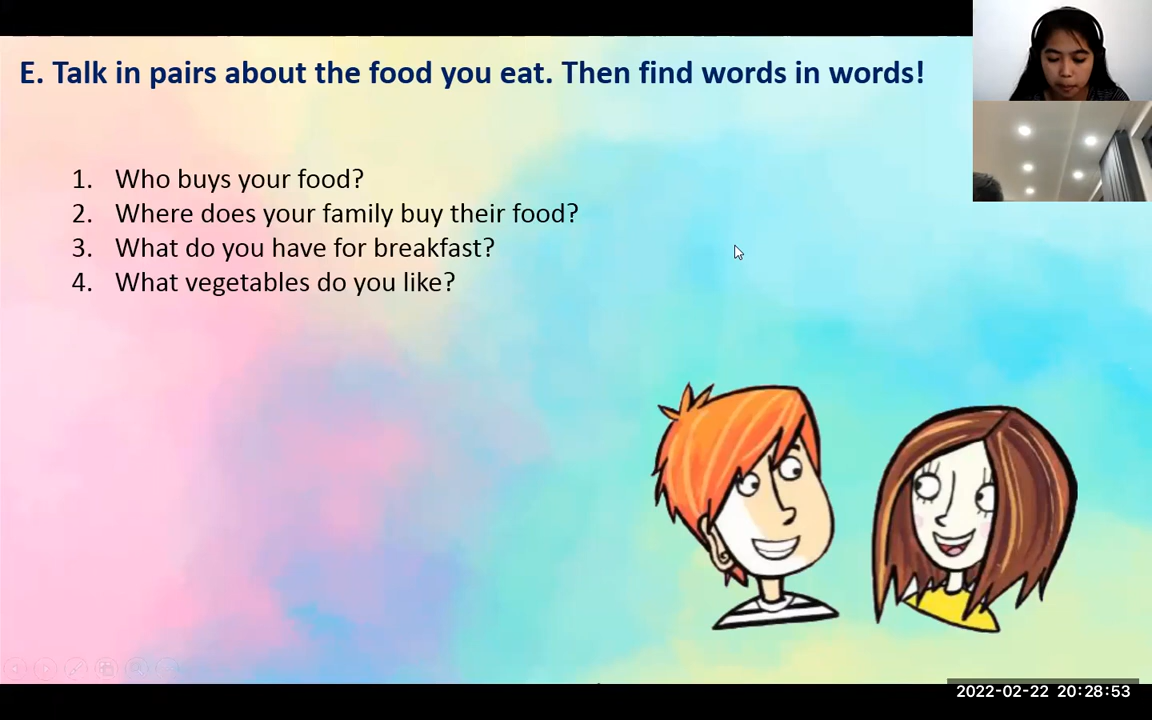 E. Talk in pairs about the food you eat. Then find words in words!
1. Who buys your food?
2. Where does your family buy their food?
3. What do you have for breakfast?
4. What vegetables do you like?
2022-02-22 20:28:53